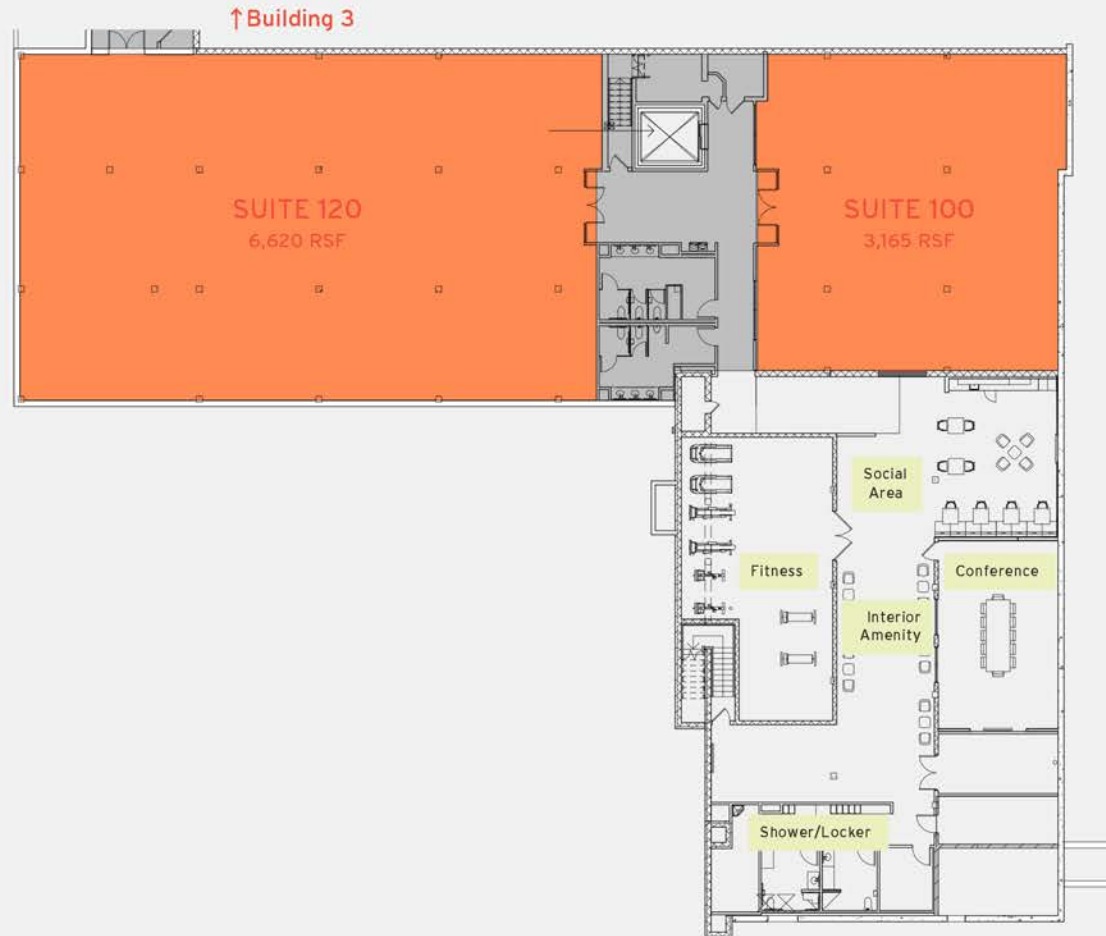 ↑Building 3
SUITE 120
6,620 RSF
SUITE 100
3,165 RSF
Social
Area
Fitness
Conference
Interior
Amenity
Shower/Locker